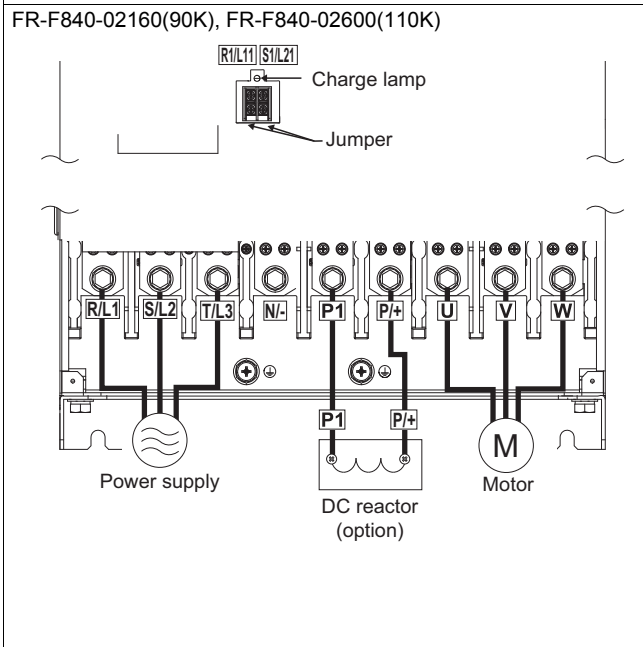 FR-F840-02160(90K), FR-F840-02600(110K)
R1/L11 S1/L21
Charge lamp
Jumper
R/L1 S/L2 T/L3 N/- P1 P/+ U V W
P1 P/+
M
Power supply
Motor
DC reactor
(option)